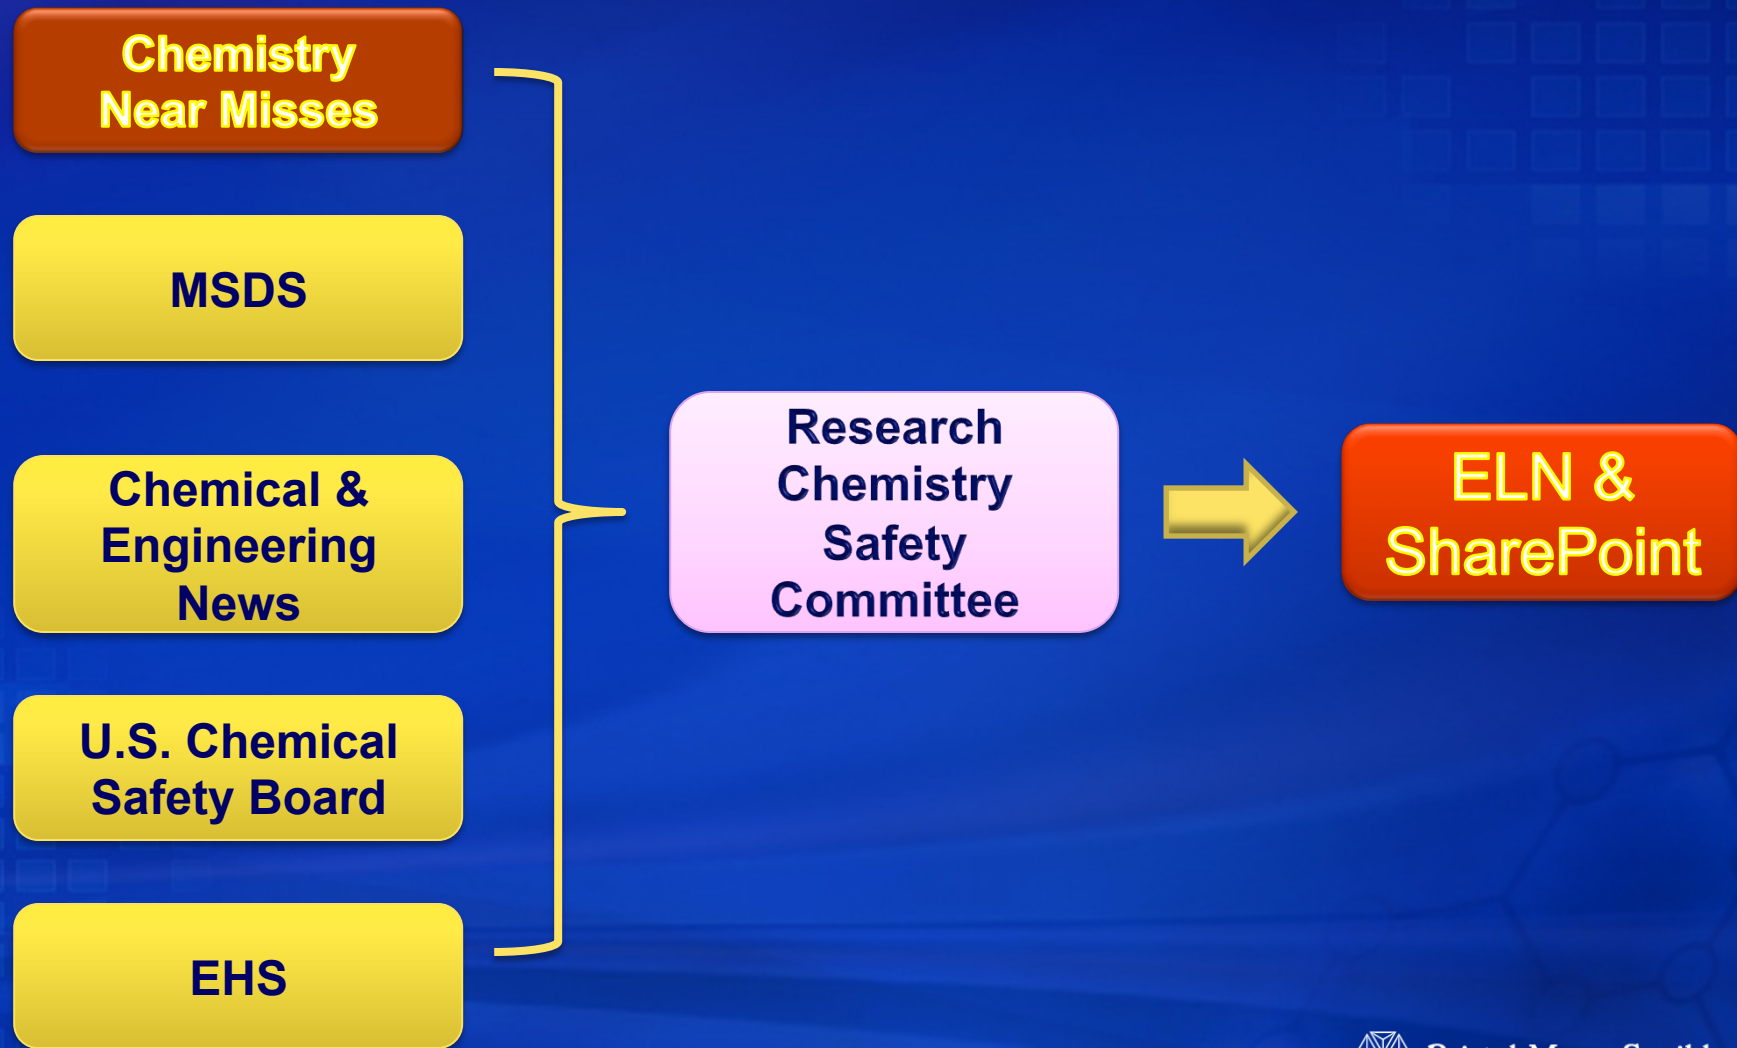 Chemistry
Near Misses
MSDS
Chemical &
Engineering
News
U.S. Chemical
Safety Board
EHS
Research
Chemistry
Safety
Committee
ELN &
SharePoint